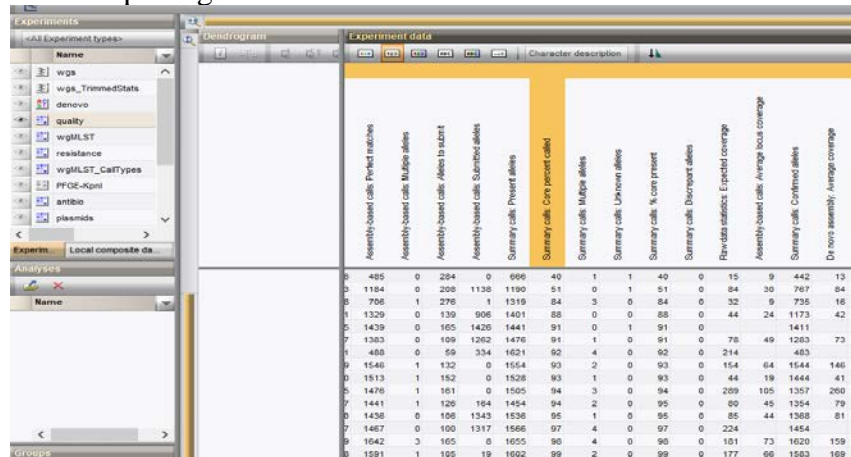 Experiments
<All Experiment types>
Name
wgs
wgs_TrimmedStats
denovo
quality
wgMLST
resistance
wgMLST_CallTypes
PFGE-KpnI
antibio
plasmids
Experim...
Local composite da...
Analyses
Name
Groups
Dendrogram
Experiment data
Character description
Assembly-based calls: Perfect matches
Assembly-based calls: Multiple alleles
Assembly-based calls: Alleles to submit
Assembly-based calls: Submitted alleles
Summary calls: Present alleles
Summary calls: Core percent called
Summary calls: Multiple alleles
Summary calls: Unknown alleles
Summary calls: % core present
Summary calls: Discrepant alleles
Raw data statistics: Expected coverage
Assembly-based calls: Average locus coverage
Summary calls: Confirmed alleles
De novo assembly: Average coverage
485 0 284 0 666 40 1 1 40 0 15 9 442 13
1184 0 208 1138 1190 51 0 1 51 0 84 30 767 84
706 1 276 1 1319 84 3 0 84 0 32 9 735 16
1329 0 139 906 1401 88 0 0 88 0 44 24 1173 42
1439 0 165 1426 1441 91 0 1 91 0 1411
1383 0 109 1262 1476 91 1 0 91 0 78 49 1283 73
488 0 59 334 1621 92 4 0 92 0 214 483
1546 1 132 0 1554 93 2 0 93 0 154 64 1544 146
1513 1 152 0 1528 93 1 0 93 0 44 19 1444 41
1476 1 161 0 1505 94 3 0 94 0 289 105 1357 260
1441 1 126 164 1454 94 2 0 95 0 80 45 1354 79
1436 0 106 1343 1536 95 1 0 95 0 85 44 1368 81
1467 0 100 1317 1566 97 4 0 97 0 224 1454
1642 3 165 8 1655 98 4 0 98 0 181 73 1620 159
1591 1 105 19 1602 99 2 0 99 0 177 66 1583 169